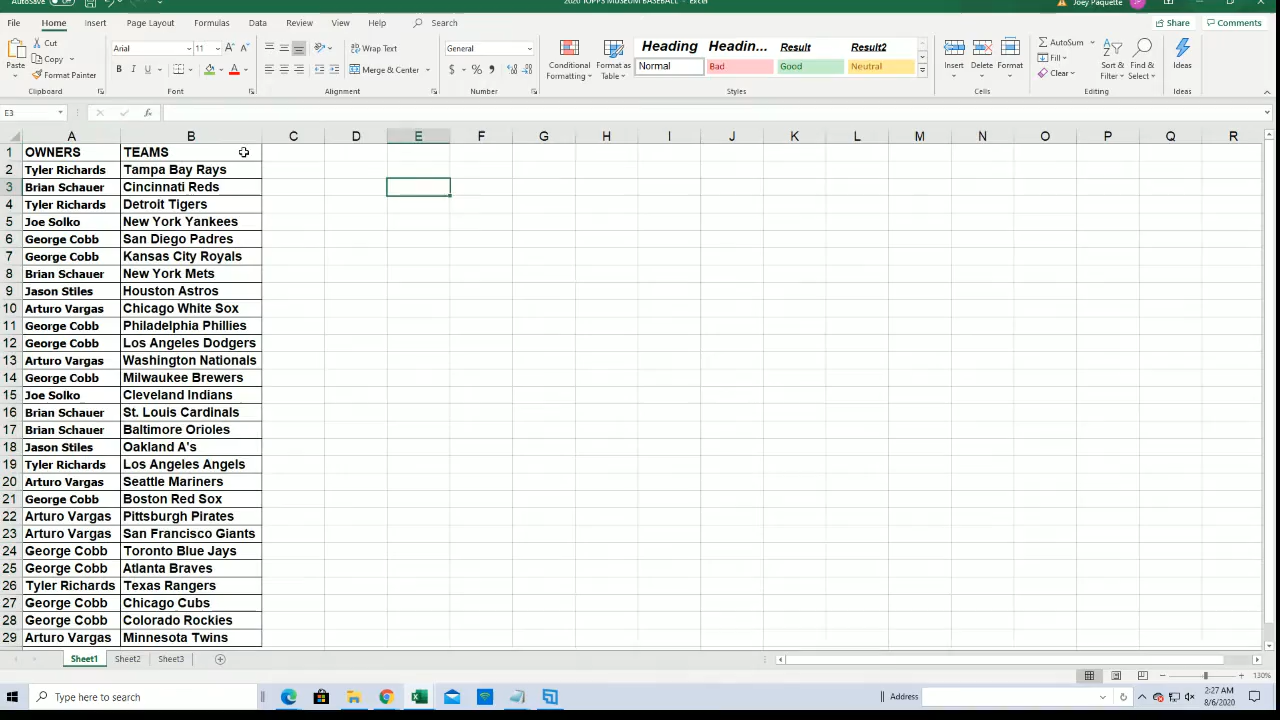 AutoSave Off 2020 TOPPS MUSEUM BASEBALL - Excel Joey Paquette
File Home Insert Page Layout Formulas Data Review View Help Search Share Comments
Paste Cut Copy Format Painter Clipboard
Arial 11 B I U Font
Wrap Text Merge & Center Alignment
General $ % Number
Conditional Formatting Format as Table
Heading Headin... Result Result2
Normal Bad Good Neutral
Styles
Insert Delete Format Cells
AutoSum Fill Clear Sort & Filter Find & Select Editing
Ideas Ideas
E3 fx
A B C D E F G H I J K L M N O P Q R
1 OWNERS TEAMS
2 Tyler Richards Tampa Bay Rays
3 Brian Schauer Cincinnati Reds
4 Tyler Richards Detroit Tigers
5 Joe Solko New York Yankees
6 George Cobb San Diego Padres
7 George Cobb Kansas City Royals
8 Brian Schauer New York Mets
9 Jason Stiles Houston Astros
10 Arturo Vargas Chicago White Sox
11 George Cobb Philadelphia Phillies
12 George Cobb Los Angeles Dodgers
13 Arturo Vargas Washington Nationals
14 George Cobb Milwaukee Brewers
15 Joe Solko Cleveland Indians
16 Brian Schauer St. Louis Cardinals
17 Brian Schauer Baltimore Orioles
18 Jason Stiles Oakland A's
19 Tyler Richards Los Angeles Angels
20 Arturo Vargas Seattle Mariners
21 George Cobb Boston Red Sox
22 Arturo Vargas Pittsburgh Pirates
23 Arturo Vargas San Francisco Giants
24 George Cobb Toronto Blue Jays
25 George Cobb Atlanta Braves
26 Tyler Richards Texas Rangers
27 George Cobb Chicago Cubs
28 George Cobb Colorado Rockies
29 Arturo Vargas Minnesota Twins
Sheet1 Sheet2 Sheet3
130%
Type here to search Address 2:27 AM
8/6/2020